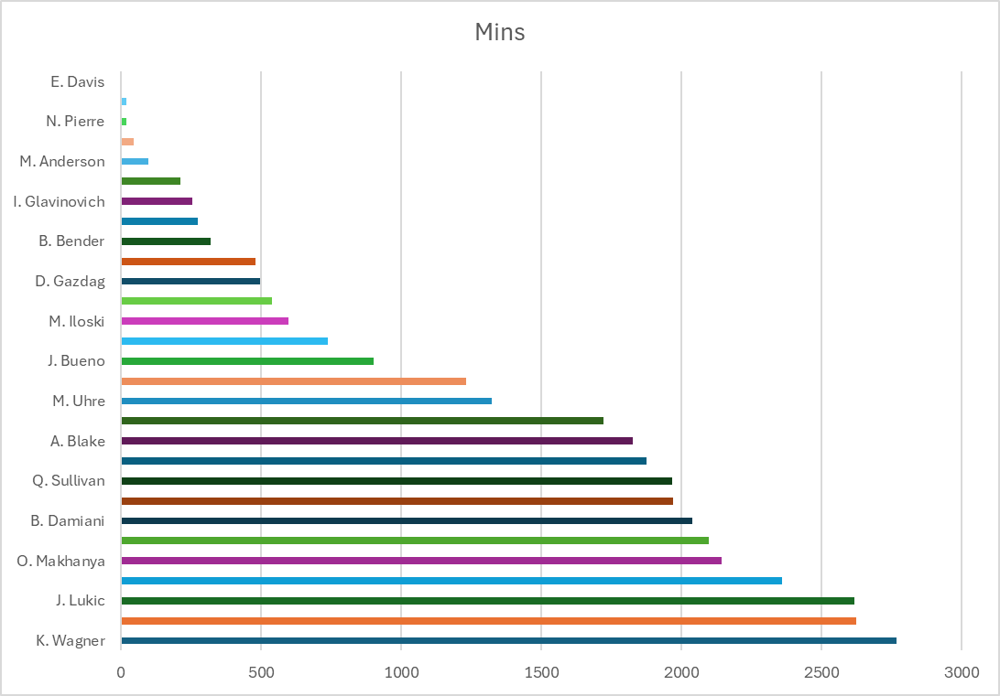 Mins
E. Davis
N. Pierre
M. Anderson
I. Glavinovich
B. Bender
D. Gazdag
M. Iloski
J. Bueno
M. Uhre
A. Blake
Q. Sullivan
B. Damiani
O. Makhanya
J. Lukic
K. Wagner
0 500 1000 1500 2000 2500 3000